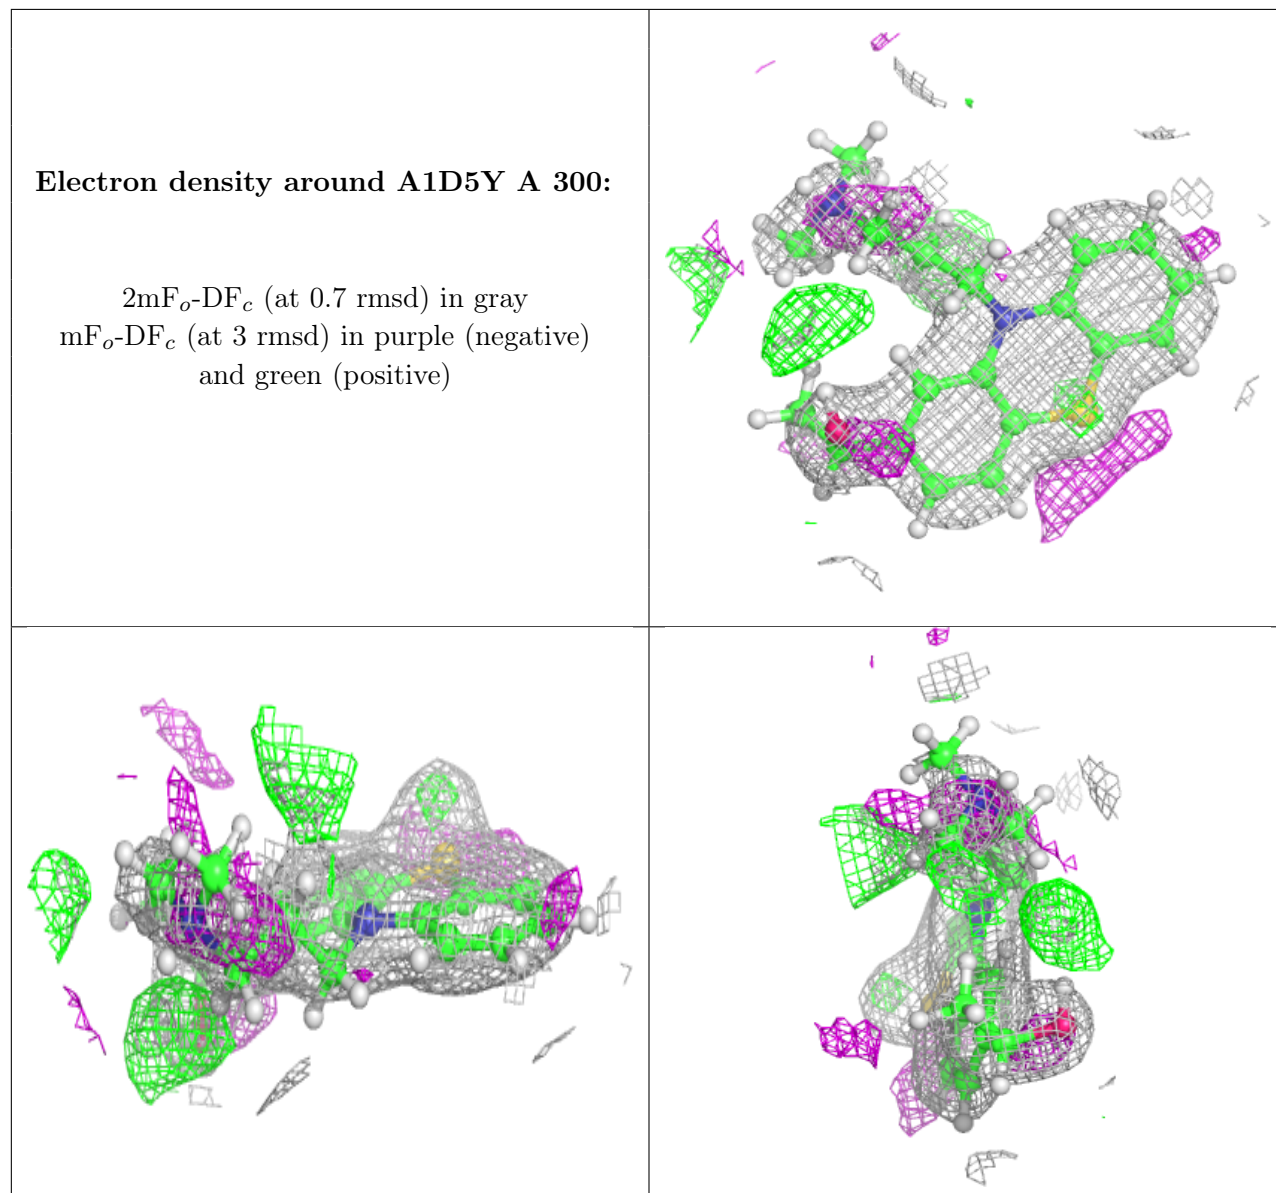 Electron density around A1D5Y A 300:
2mFo-DFc (at 0.7 rmsd) in gray
mFo-DFc (at 3 rmsd) in purple (negative)
and green (positive)